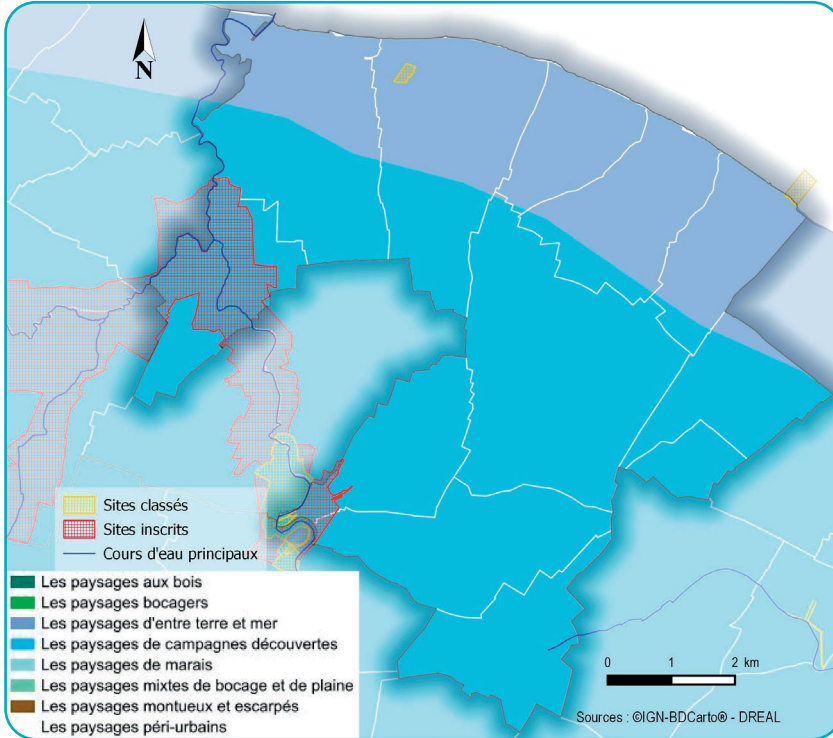 N
Sites classés
Sites inscrits
Cours d'eau principaux
Les paysages aux bois
Les paysages bocagers
Les paysages d'entre terre et mer
Les paysages de campagnes découvertes
Les paysages de marais
Les paysages mixtes de bocage et de plaine
Les paysages montueux et escarpés
Les paysages péri-urbains
0 1 2 km
Sources : ©IGN-BDCarto® - DREAL